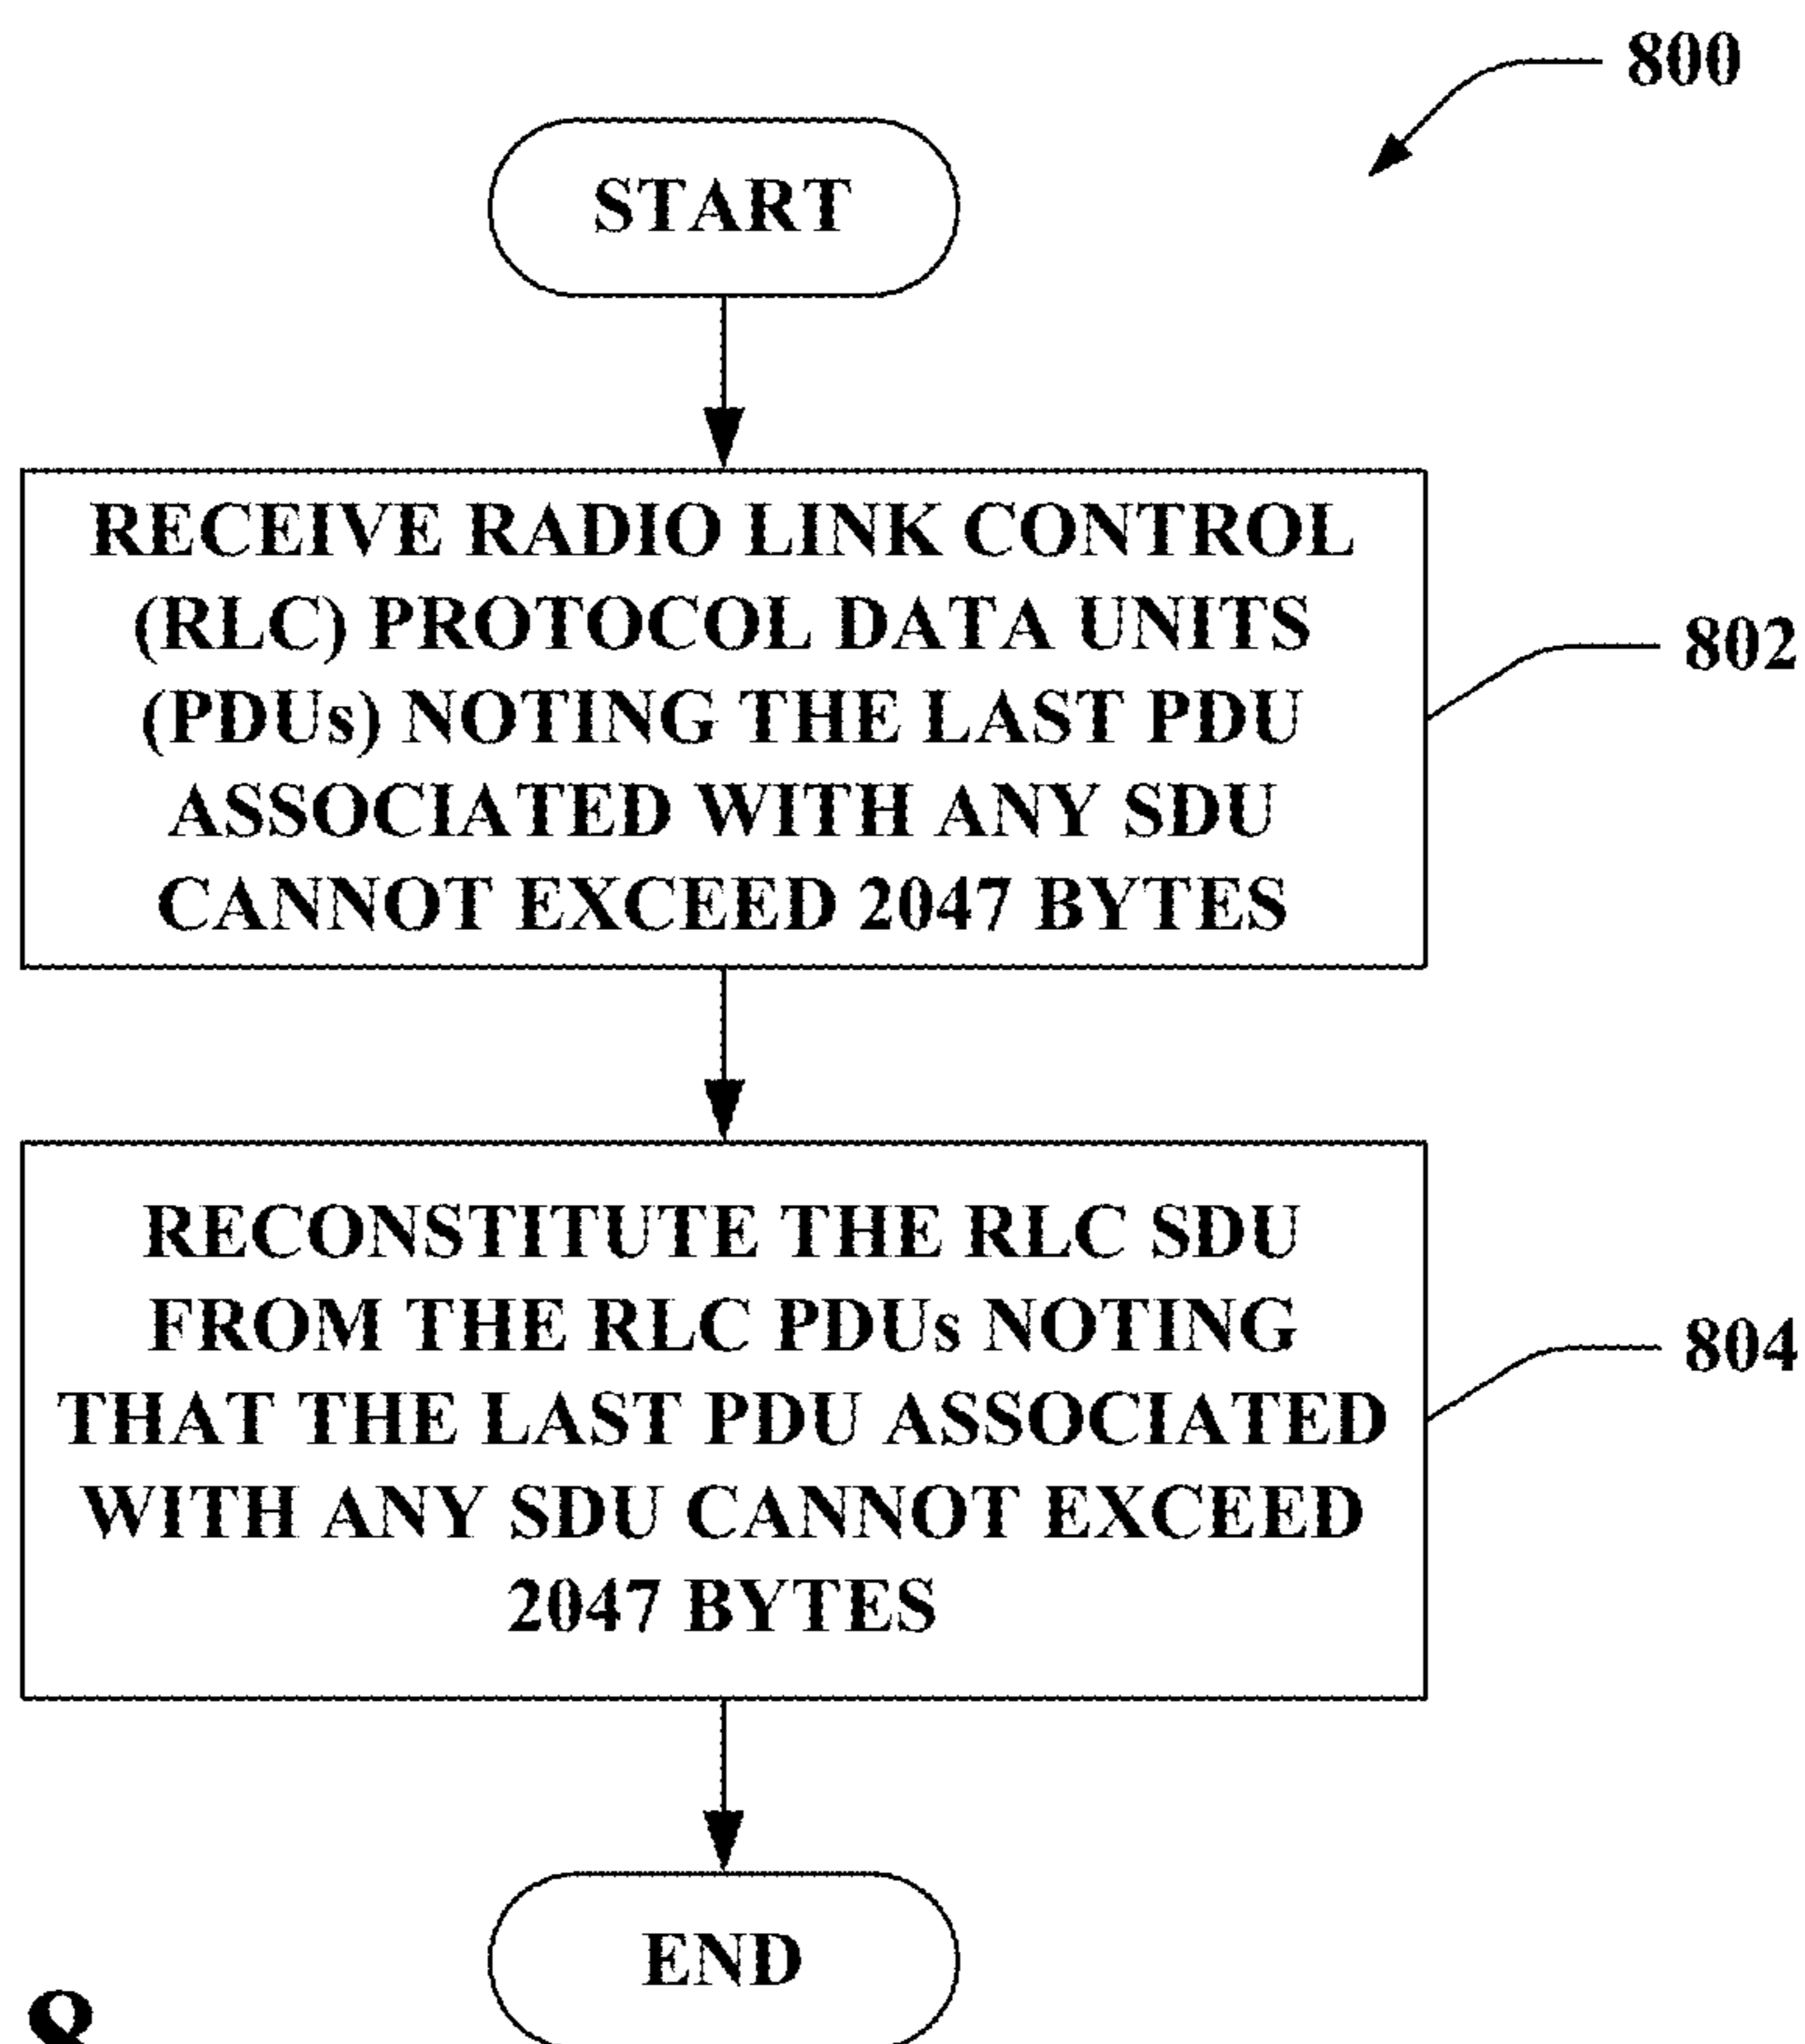 800
START
RECEIVE RADIO LINK CONTROL
(RLC) PROTOCOL DATA UNITS
(PDUs) NOTING THE LAST PDU
ASSOCIATED WITH ANY SDU
CANNOT EXCEED 2047 BYTES
802
RECONSTITUTE THE RLC SDU
FROM THE RLC PDUs NOTING
THAT THE LAST PDU ASSOCIATED
WITH ANY SDU CANNOT EXCEED
2047 BYTES
804
END
8